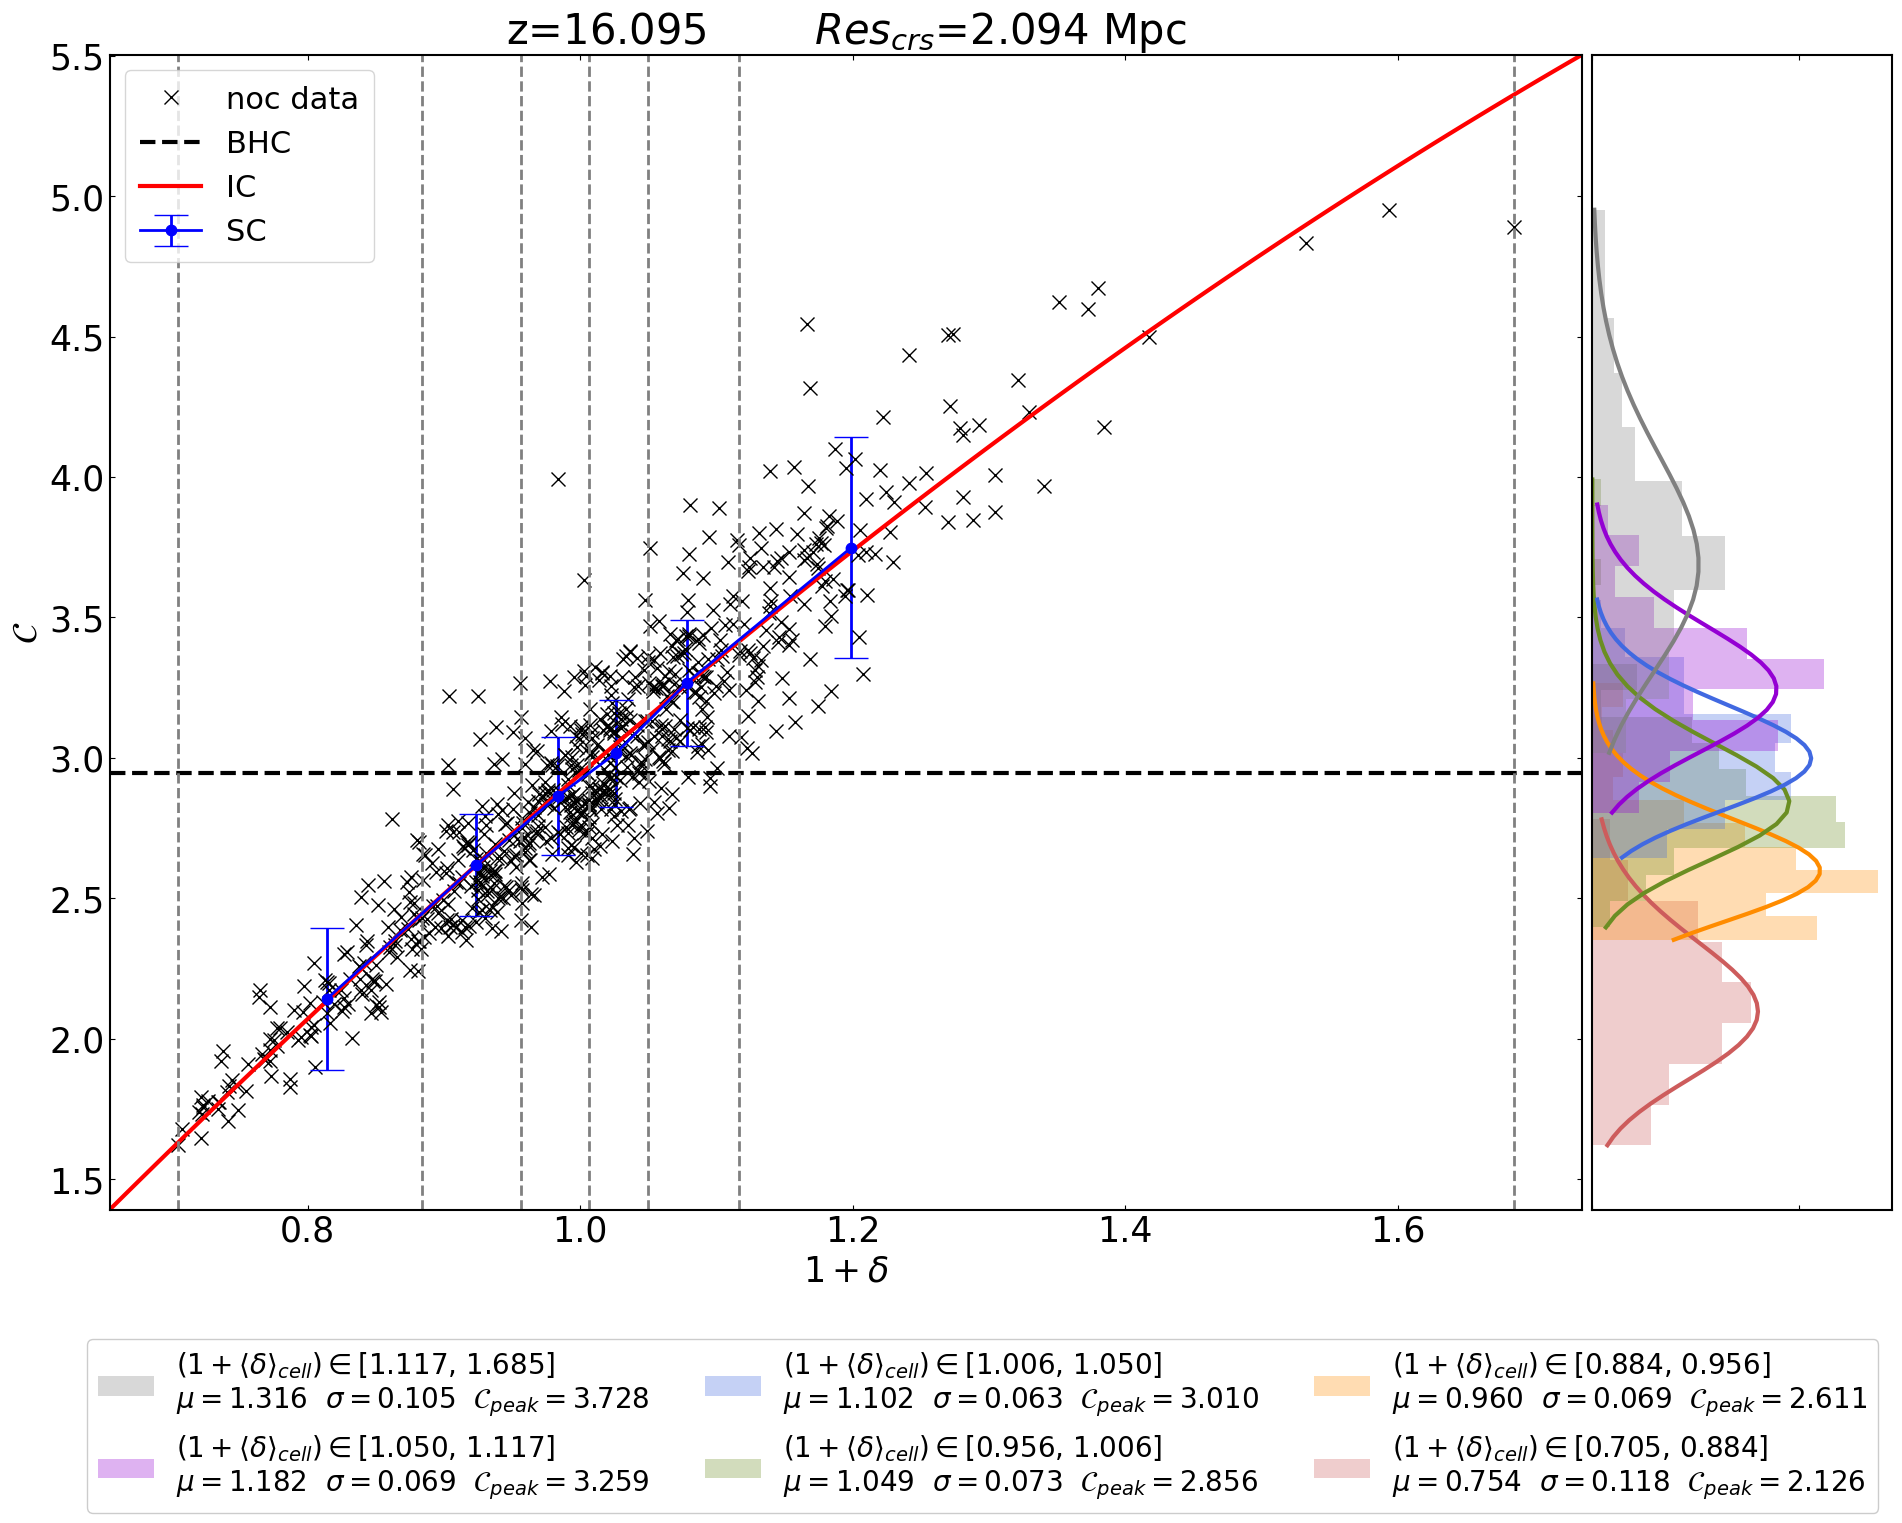 z=16.095 Res_crs=2.094 Mpc
5.5
5.0
4.5
4.0
3.5
3.0
2.5
2.0
1.5
𝒞
noc data
BHC
IC
SC
0.8 1.0 1.2 1.4 1.6
1 + δ
(1 + ⟨δ⟩_cell) ∈ [1.117, 1.685]
μ = 1.316 σ = 0.105 𝒞_peak = 3.728
(1 + ⟨δ⟩_cell) ∈ [1.050, 1.117]
μ = 1.182 σ = 0.069 𝒞_peak = 3.259
(1 + ⟨δ⟩_cell) ∈ [1.006, 1.050]
μ = 1.102 σ = 0.063 𝒞_peak = 3.010
(1 + ⟨δ⟩_cell) ∈ [0.956, 1.006]
μ = 1.049 σ = 0.073 𝒞_peak = 2.856
(1 + ⟨δ⟩_cell) ∈ [0.884, 0.956]
μ = 0.960 σ = 0.069 𝒞_peak = 2.611
(1 + ⟨δ⟩_cell) ∈ [0.705, 0.884]
μ = 0.754 σ = 0.118 𝒞_peak = 2.126